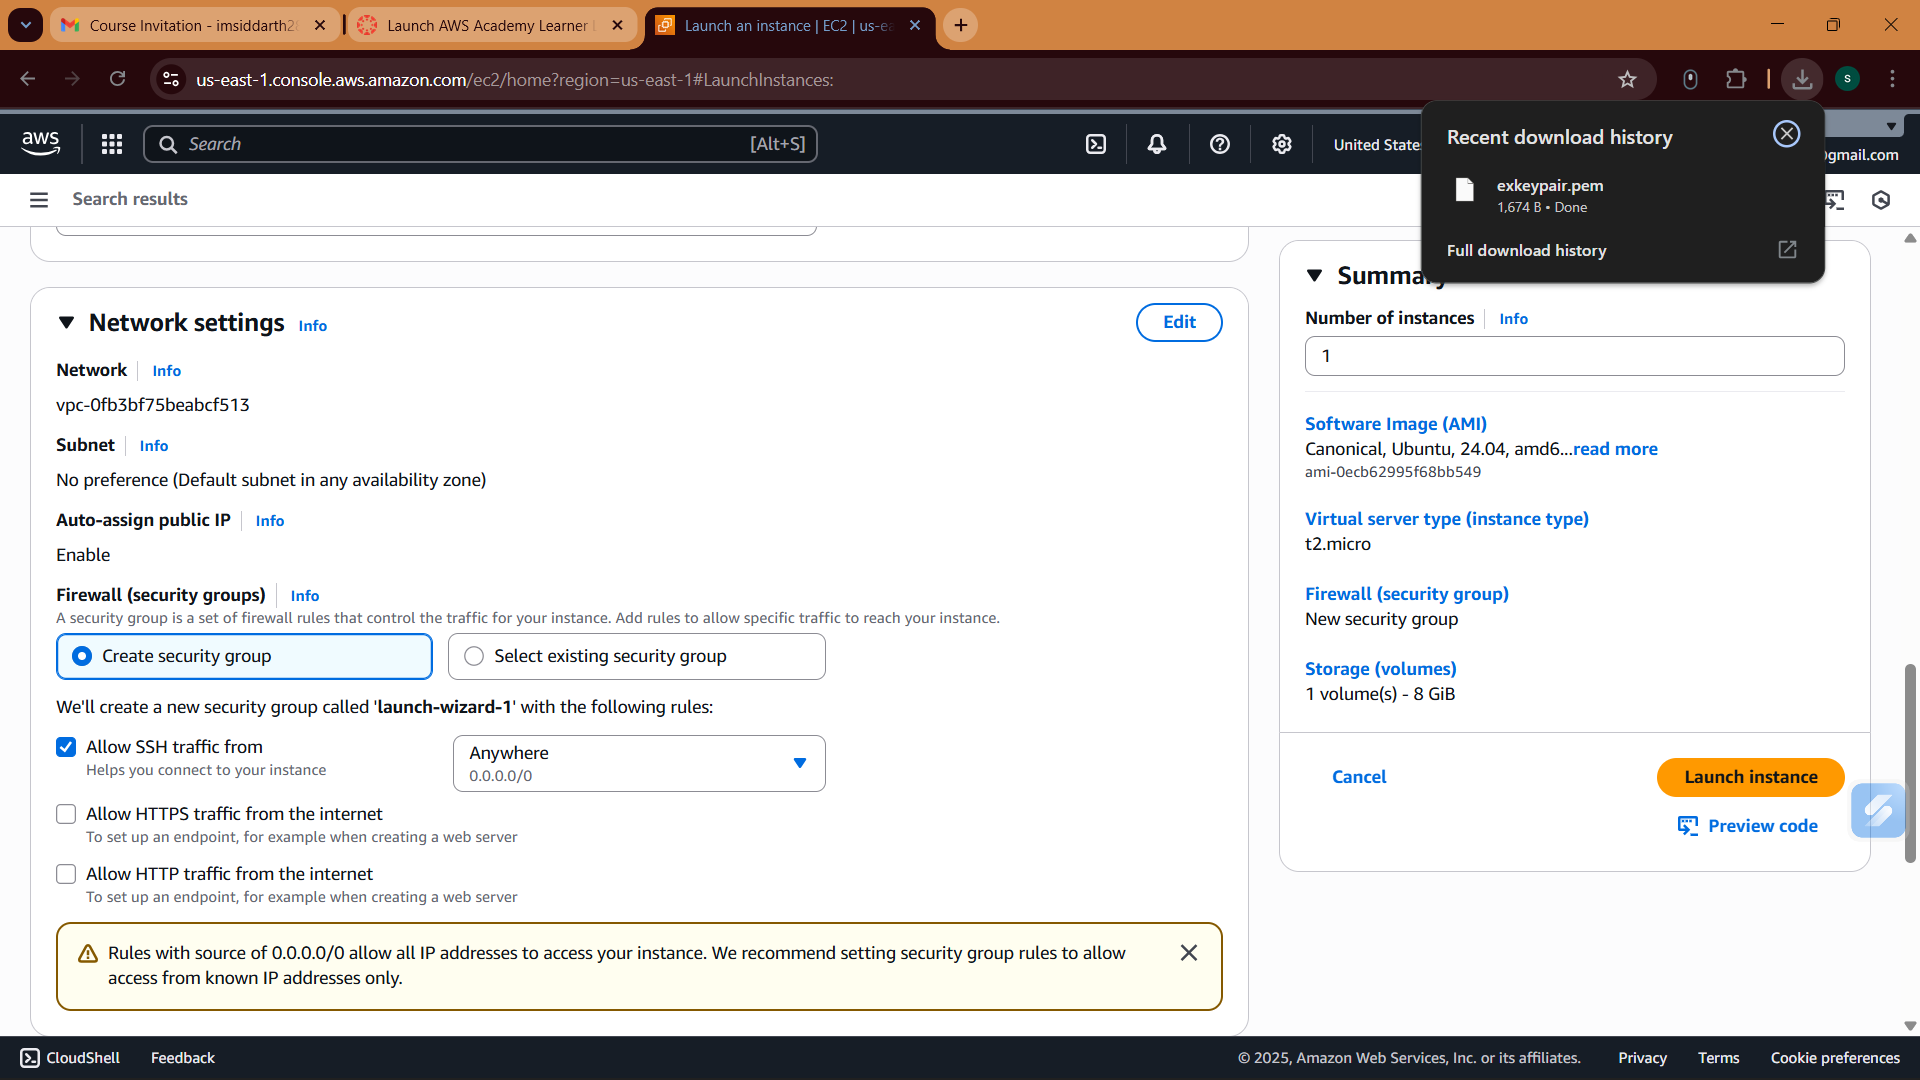 Course Invitation - imsiddarth28
Launch AWS Academy Learner L
Launch an instance | EC2 | us-ea
us-east-1.console.aws.amazon.com/ec2/home?region=us-east-1#LaunchInstances:
S
aws
Search
[Alt+S]
United State
@gmail.com
Recent download history
exkeypair.pem
1,674 B • Done
Full download history
Search results
Network settings
Info
Edit
Network
Info
vpc-0fb3bf75beabcf513
Subnet
Info
No preference (Default subnet in any availability zone)
Auto-assign public IP
Info
Enable
Firewall (security groups)
Info
A security group is a set of firewall rules that control the traffic for your instance. Add rules to allow specific traffic to reach your instance.
Create security group
Select existing security group
We'll create a new security group called 'launch-wizard-1' with the following rules:
Allow SSH traffic from
Helps you connect to your instance
Anywhere
0.0.0.0/0
Allow HTTPS traffic from the internet
To set up an endpoint, for example when creating a web server
Allow HTTP traffic from the internet
To set up an endpoint, for example when creating a web server
Rules with source of 0.0.0.0/0 allow all IP addresses to access your instance. We recommend setting security group rules to allow
access from known IP addresses only.
Summary
Number of instances
Info
1
Software Image (AMI)
Canonical, Ubuntu, 24.04, amd6...read more
ami-0ecb62995f68bb549
Virtual server type (instance type)
t2.micro
Firewall (security group)
New security group
Storage (volumes)
1 volume(s) - 8 GiB
Cancel
Launch instance
Preview code
CloudShell
Feedback
© 2025, Amazon Web Services, Inc. or its affiliates.
Privacy
Terms
Cookie preferences